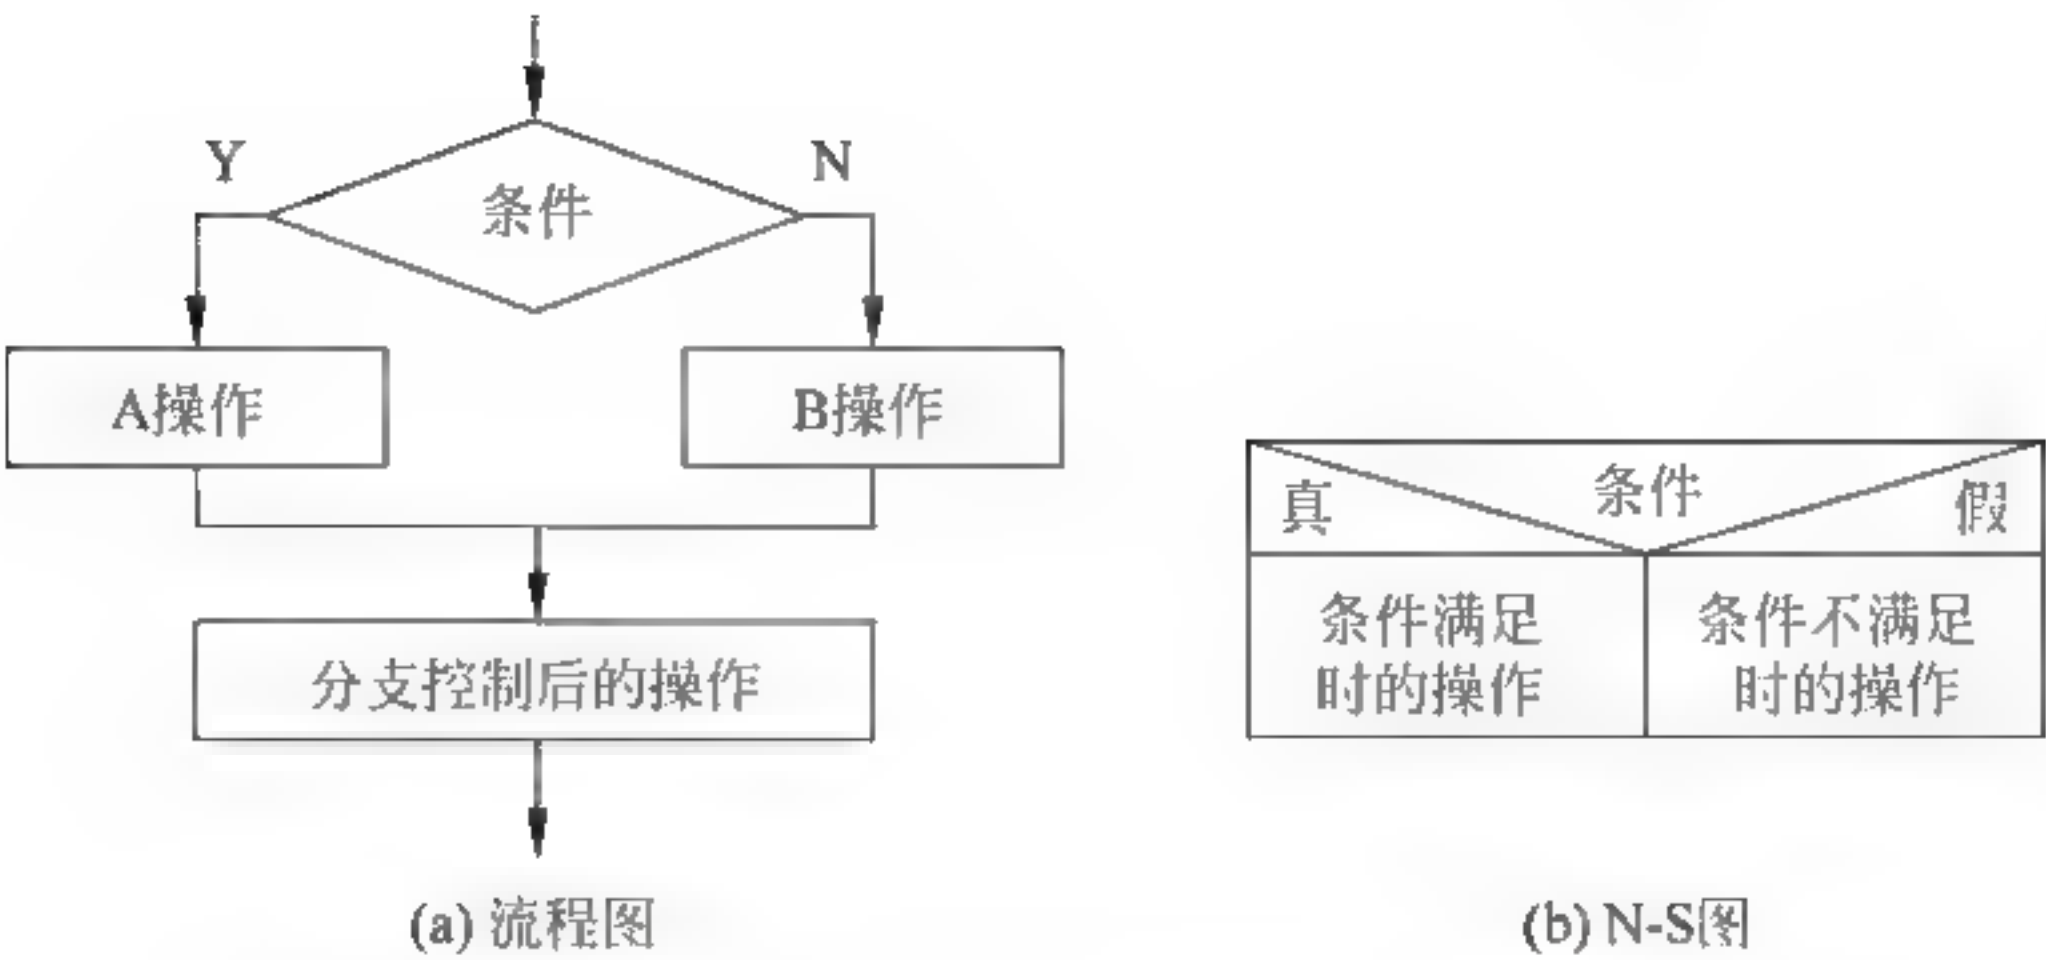 Y
N
条件
A操作
B操作
分支控制后的操作
(a) 流程图
条件
真
假
条件满足
时的操作
条件不满足
时的操作
(b) N-S图